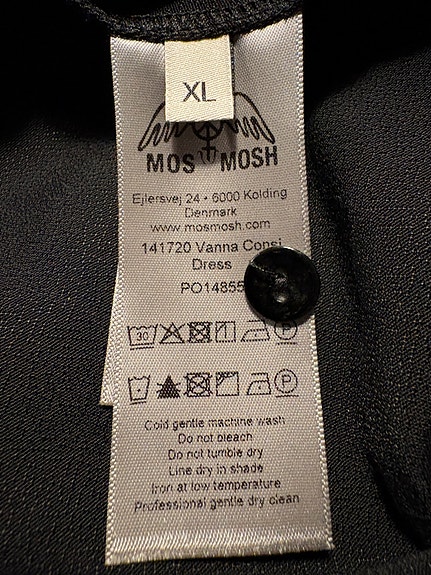 XL
MOS MOSH
Ejlersvej 24 • 6000 Kolding
Denmark
www.mosmosh.com
141720 Vanna Consi
Dress
PO14855
30 P
P
Cold gentle machine wash
Do not bleach
Do not tumble dry
Line dry in shade
Iron at low temperature
Professional gentle dry clean